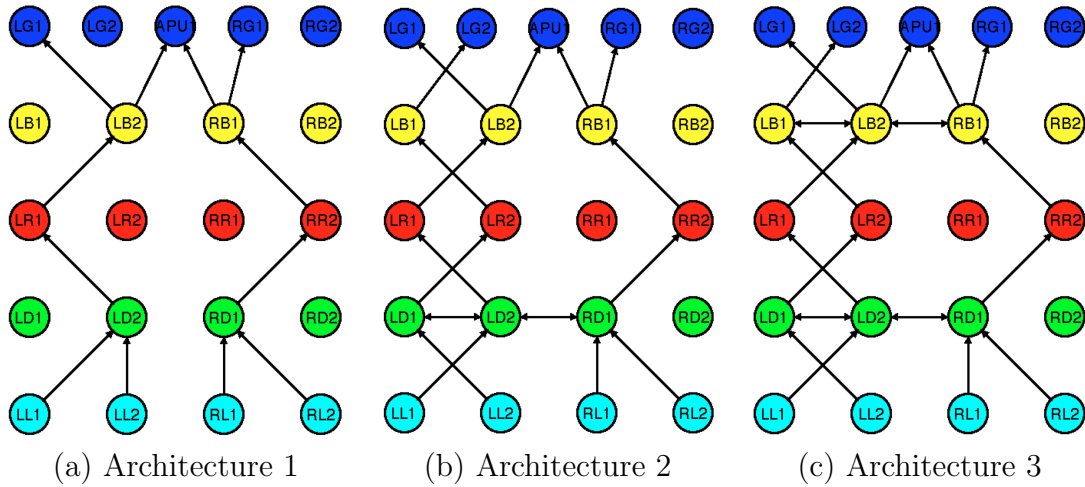 LG1 LG2 APU1 RG1 RG2 LG1 LG2 APU1 RG1 RG2 LG1 LG2 APU1 RG1 RG2
LB1 LB2 RB1 RB2 LB1 LB2 RB1 RB2 LB1 LB2 RB1 RB2
LR1 LR2 RR1 RR2 LR1 LR2 RR1 RR2 LR1 LR2 RR1 RR2
LD1 LD2 RD1 RD2 LD1 LD2 RD1 RD2 LD1 LD2 RD1 RD2
LL1 LL2 RL1 RL2 LL1 LL2 RL1 RL2 LL1 LL2 RL1 RL2
(a) Architecture 1 (b) Architecture 2 (c) Architecture 3